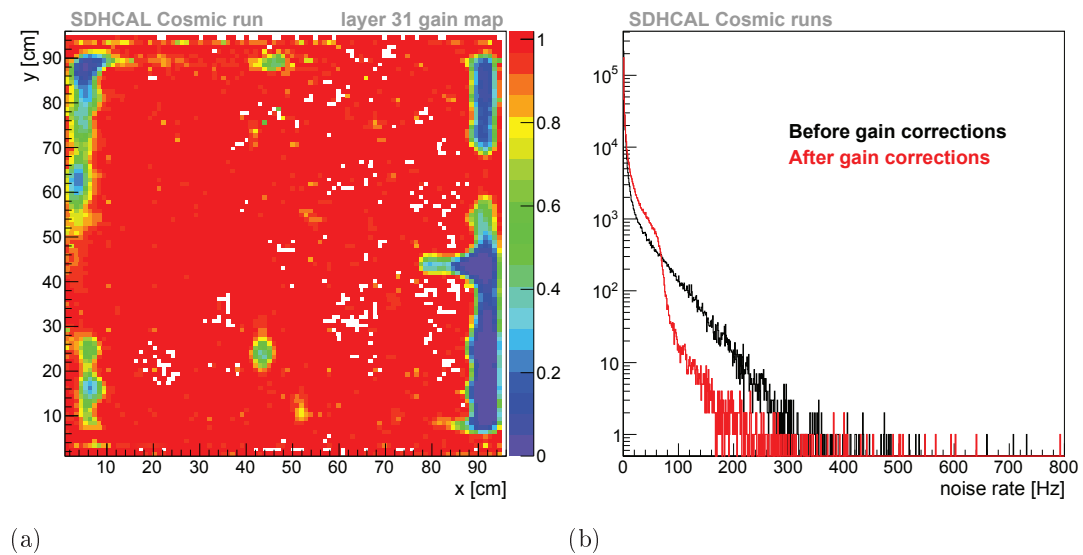 SDHCAL Cosmic run layer 31 gain map
y [cm]
90
80
70
60
50
40
30
20
10
10 20 30 40 50 60 70 80 90
x [cm]
1
0.8
0.6
0.4
0.2
0
(a)
SDHCAL Cosmic runs
10^5
10^4
10^3
10^2
10
1
Before gain corrections
After gain corrections
0 100 200 300 400 500 600 700 800
noise rate [Hz]
(b)